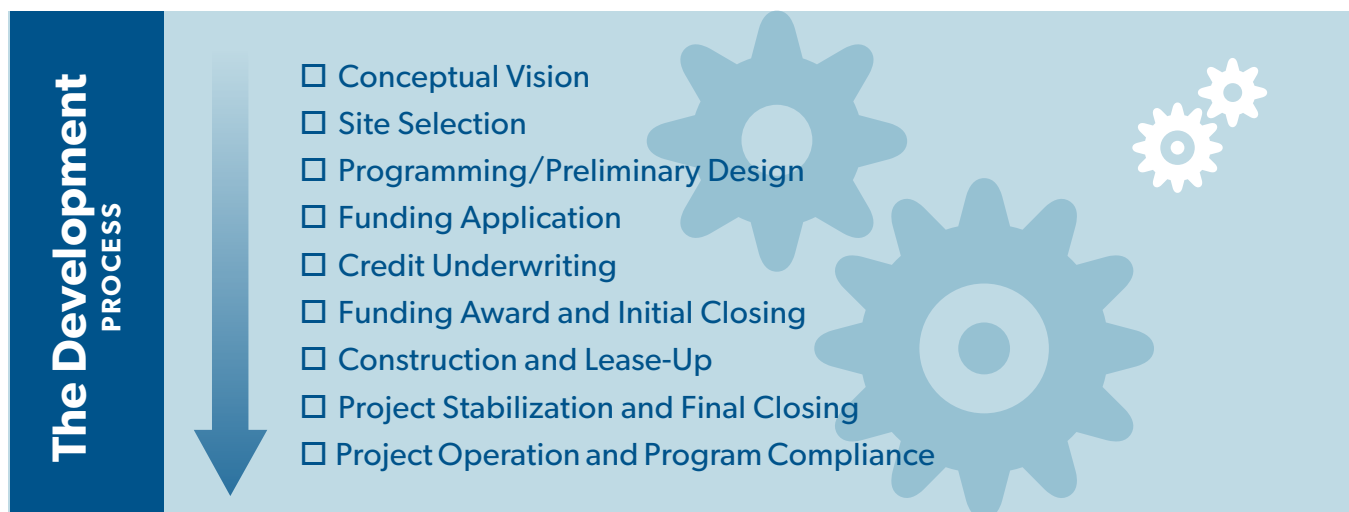 The Development
PROCESS
Conceptual Vision
Site Selection
Programming/Preliminary Design
Funding Application
Credit Underwriting
Funding Award and Initial Closing
Construction and Lease-Up
Project Stabilization and Final Closing
Project Operation and Program Compliance